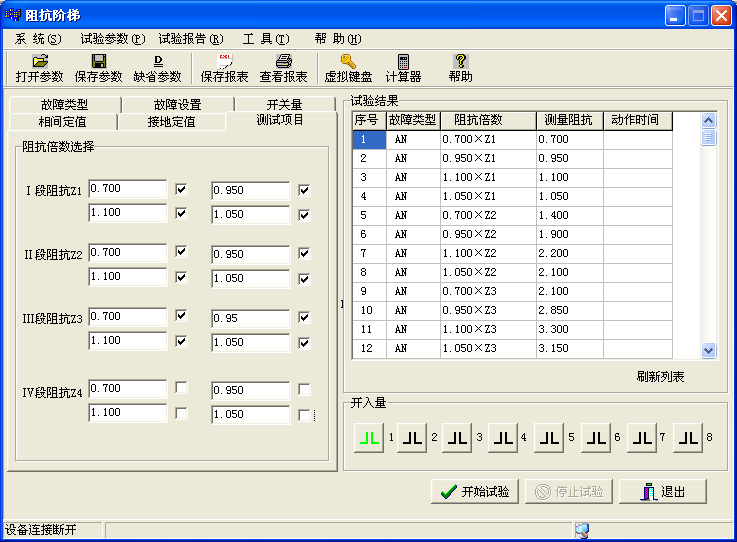 阻抗阶梯
系 统(S) 试验参数(P) 试验报告(R) 工 具(T) 帮 助(H)
打开参数 保存参数 缺省参数 保存报表 查看报表 虚拟键盘 计算器 帮助
故障类型 故障设置 开关量
相间定值 接地定值 测试项目
阻抗倍数选择
I 段阻抗Z1 0.700 0.950
1.100 1.050
II段阻抗Z2 0.700 0.950
1.100 1.050
III段阻抗Z3 0.700 0.95
1.100 1.050
IV段阻抗Z4 0.700 0.950
1.100 1.050
试验结果
序号 故障类型 阻抗倍数 测量阻抗 动作时间
1 AN 0.700×Z1 0.700
2 AN 0.950×Z1 0.950
3 AN 1.100×Z1 1.100
4 AN 1.050×Z1 1.050
5 AN 0.700×Z2 1.400
6 AN 0.950×Z2 1.900
7 AN 1.100×Z2 2.200
8 AN 1.050×Z2 2.100
9 AN 0.700×Z3 2.100
10 AN 0.950×Z3 2.850
11 AN 1.100×Z3 3.300
12 AN 1.050×Z3 3.150
刷新列表
开入量
1 2 3 4 5 6 7 8
开始试验 停止试验 退出
设备连接断开